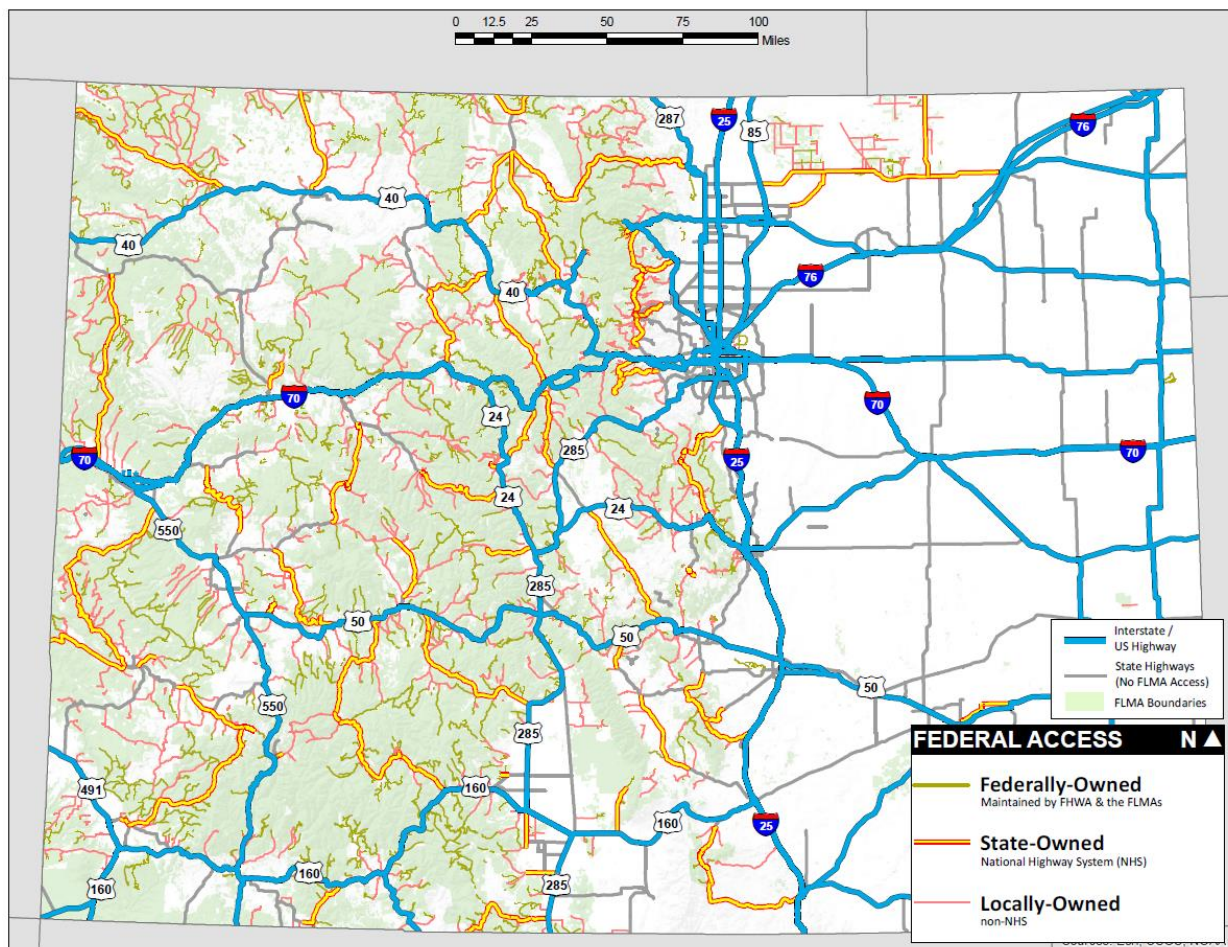 0 12.5 25 50 75 100
Miles
287
25
85
76
40
40
76
40
70
24
285
70
25
70
70
24
24
550
285
50
50
50
550
285
491
160
160
25
160
160
285
Interstate /
US Highway
State Highways
(No FLMA Access)
FLMA Boundaries
FEDERAL ACCESS N
Federally-Owned
Maintained by FHWA & the FLMAs
State-Owned
National Highway System (NHS)
Locally-Owned
non-NHS